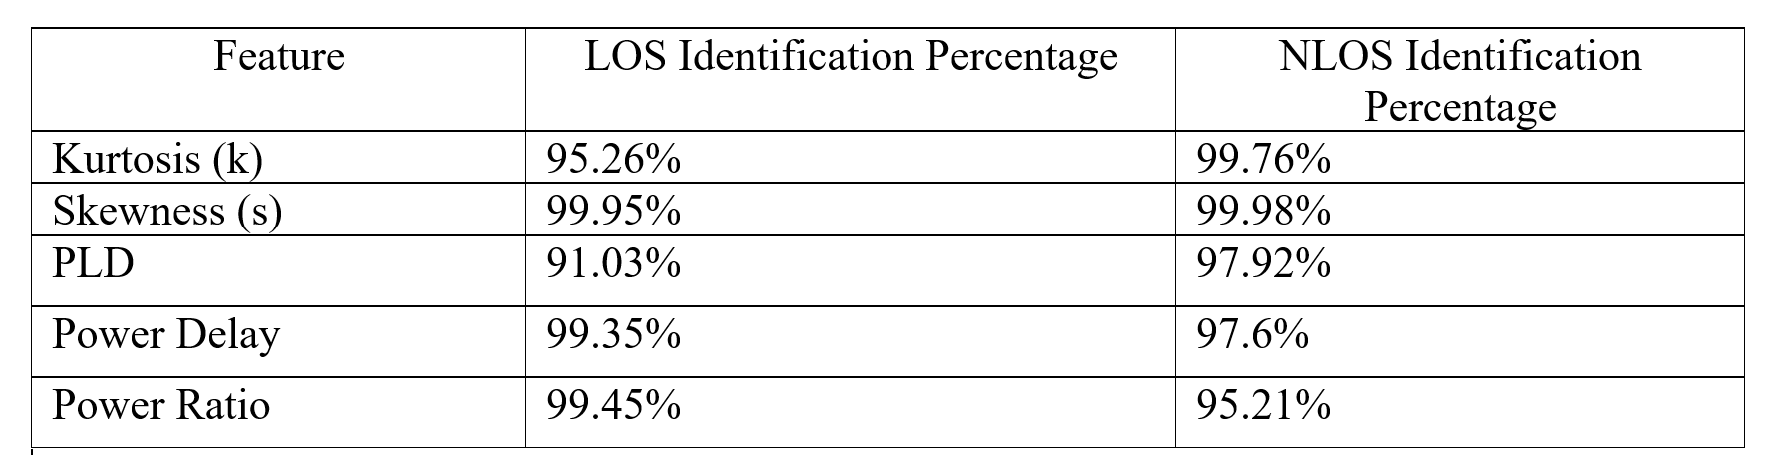 Feature LOS Identification Percentage NLOS Identification
Percentage
Kurtosis (k) 95.26% 99.76%
Skewness (s) 99.95% 99.98%
PLD 91.03% 97.92%
Power Delay 99.35% 97.6%
Power Ratio 99.45% 95.21%